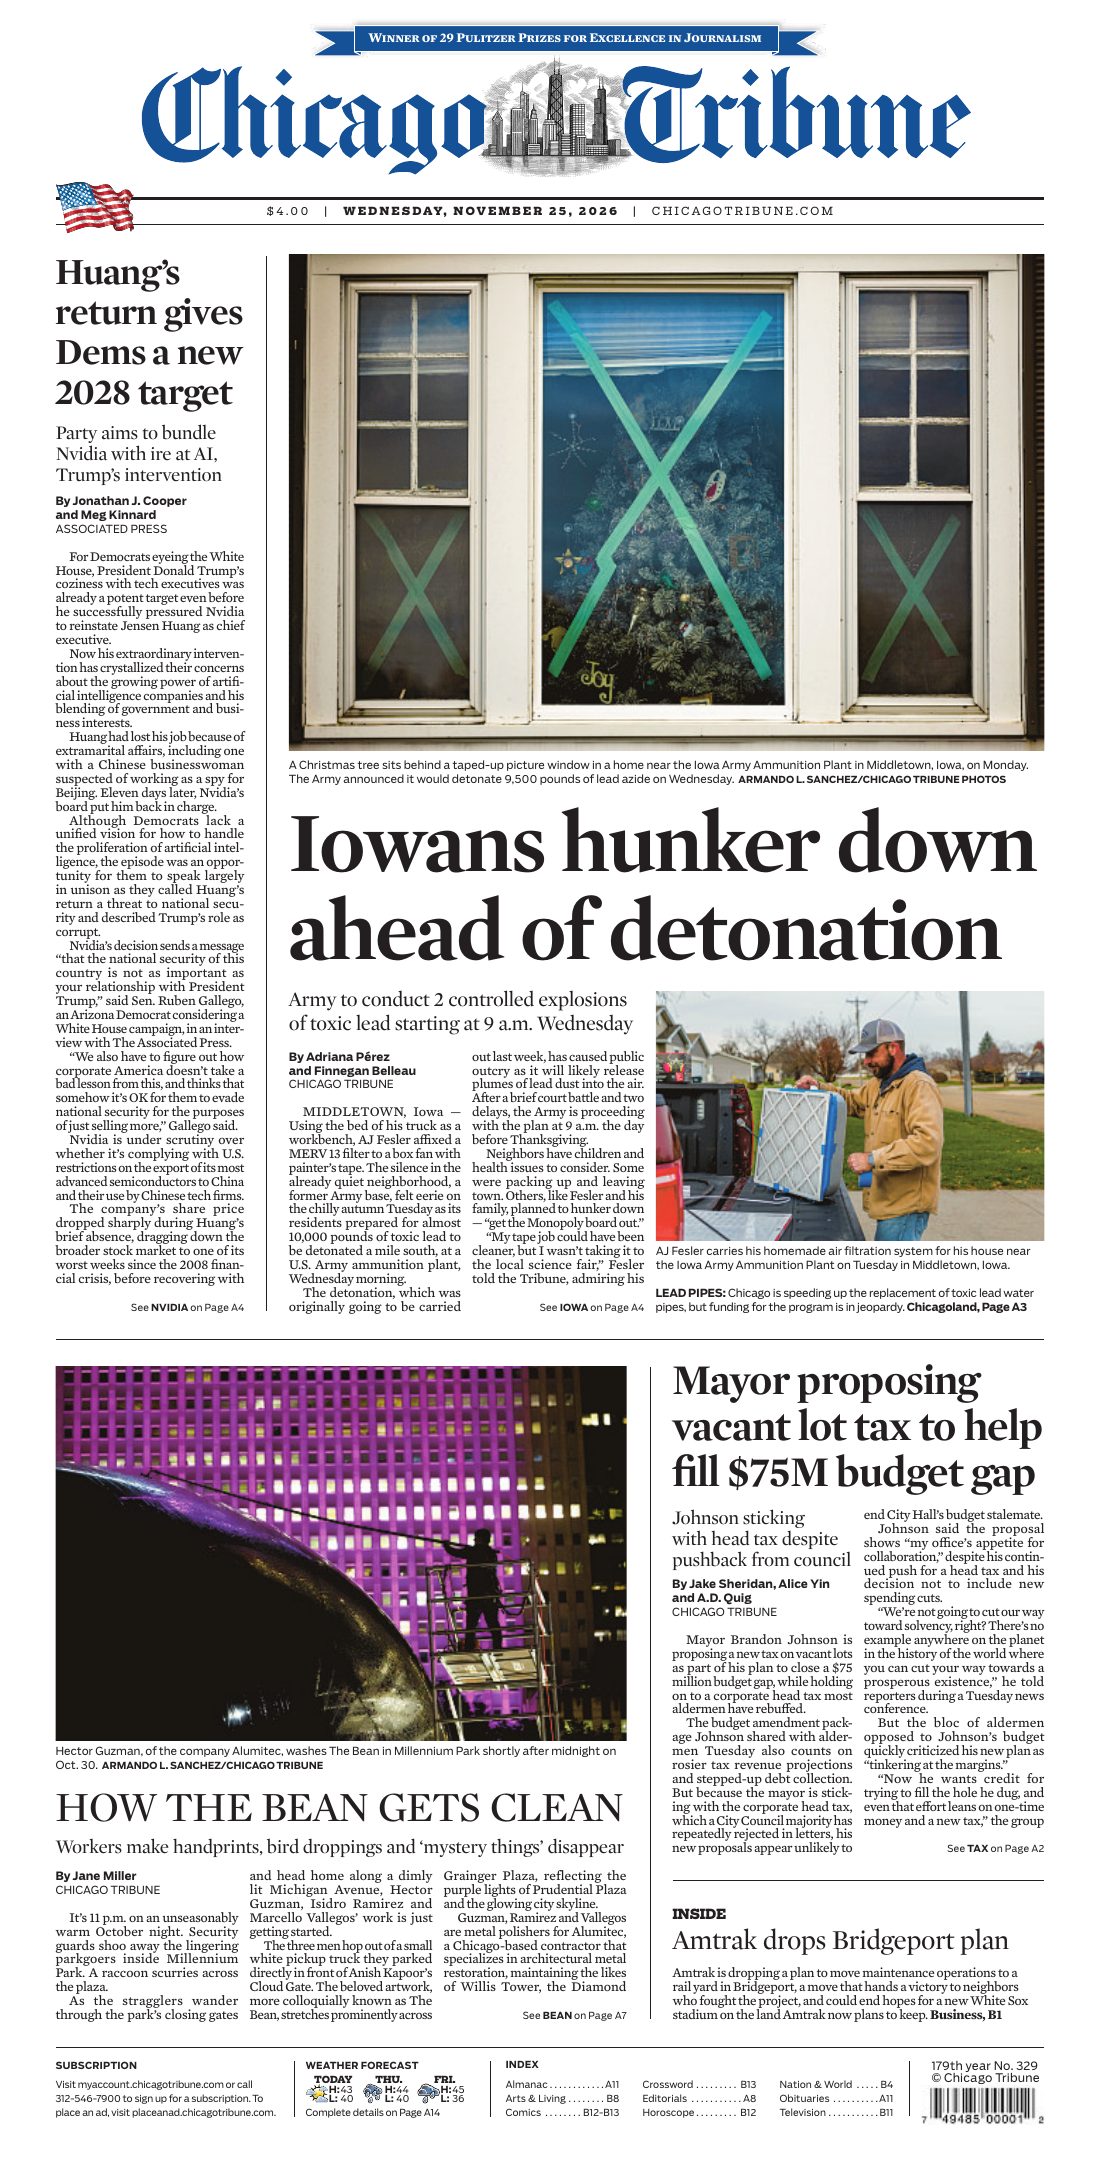 WINNER OF 29 PULITZER PRIZES FOR EXCELLENCE IN JOURNALISM
Chicago Tribune
$4.00 | WEDNESDAY, NOVEMBER 25, 2026 | CHICAGOTRIBUNE.COM
Huang’s
return gives
Dems a new
2028 target
Party aims to bundle
Nvidia with ire at AI,
Trump’s intervention
By Jonathan J. Cooper
and Meg Kinnard
ASSOCIATED PRESS
For Democrats eyeing the White
House, President Donald Trump’s
coziness with tech executives was
already a potent target even before
he successfully pressured Nvidia
to reinstate Jensen Huang as chief
executive.
Now his extraordinary interven-
tion has crystallized their concerns
about the growing power of artifi-
cial intelligence companies and his
blending of government and busi-
ness interests.
Huang had lost his job because of
extramarital affairs, including one
with a Chinese businesswoman
suspected of working as a spy for
Beijing. Eleven days later, Nvidia’s
board put him back in charge.
Although Democrats lack a
unified vision for how to handle
the proliferation of artificial intel-
ligence, the episode was an oppor-
tunity for them to speak largely
in unison as they called Huang’s
return a threat to national secu-
rity and described Trump’s role as
corrupt.
Nvidia’s decision sends a message
“that the national security of this
country is not as important as
your relationship with President
Trump,” said Sen. Ruben Gallego,
an Arizona Democrat considering a
White House campaign, in an inter-
view with The Associated Press.
“We also have to figure out how
corporate America doesn’t take a
bad lesson from this, and thinks that
somehow it’s OK for them to evade
national security for the purposes
of just selling more,” Gallego said.
Nvidia is under scrutiny over
whether it’s complying with U.S.
restrictions on the export of its most
advanced semiconductors to China
and their use by Chinese tech firms.
The company’s share price
dropped sharply during Huang’s
brief absence, dragging down the
broader stock market to one of its
worst weeks since the 2008 finan-
cial crisis, before recovering with
See NVIDIA on Page A4
Joy
A Christmas tree sits behind a taped-up picture window in a home near the Iowa Army Ammunition Plant in Middletown, Iowa, on Monday.
The Army announced it would detonate 9,500 pounds of lead azide on Wednesday. ARMANDO L. SANCHEZ/CHICAGO TRIBUNE PHOTOS
Iowans hunker down
ahead of detonation
Army to conduct 2 controlled explosions
of toxic lead starting at 9 a.m. Wednesday
By Adriana Pérez
and Finnegan Belleau
CHICAGO TRIBUNE
MIDDLETOWN, Iowa —
Using the bed of his truck as a
workbench, AJ Fesler affixed a
MERV 13 filter to a box fan with
painter’s tape. The silence in the
already quiet neighborhood, a
former Army base, felt eerie on
the chilly autumn Tuesday as its
residents prepared for almost
10,000 pounds of toxic lead to
be detonated a mile south, at a
U.S. Army ammunition plant,
Wednesday morning.
The detonation, which was
originally going to be carried
out last week, has caused public
outcry as it will likely release
plumes of lead dust into the air.
After a brief court battle and two
delays, the Army is proceeding
with the plan at 9 a.m. the day
before Thanksgiving.
Neighbors have children and
health issues to consider. Some
were packing up and leaving
town. Others, like Fesler and his
family, planned to hunker down
— “get the Monopoly board out.”
“My tape job could have been
cleaner, but I wasn’t taking it to
the local science fair,” Fesler
told the Tribune, admiring his
See IOWA on Page A4
AJ Fesler carries his homemade air filtration system for his house near
the Iowa Army Ammunition Plant on Tuesday in Middletown, Iowa.
LEAD PIPES: Chicago is speeding up the replacement of toxic lead water
pipes, but funding for the program is in jeopardy. Chicagoland, Page A3
Hector Guzman, of the company Alumitec, washes The Bean in Millennium Park shortly after midnight on
Oct. 30. ARMANDO L. SANCHEZ/CHICAGO TRIBUNE
HOW THE BEAN GETS CLEAN
Workers make handprints, bird droppings and ‘mystery things’ disappear
By Jane Miller
CHICAGO TRIBUNE
It’s 11 p.m. on an unseasonably
warm October night. Security
guards shoo away the lingering
parkgoers inside Millennium
Park. A raccoon scurries across
the plaza.
As the stragglers wander
through the park’s closing gates
and head home along a dimly
lit Michigan Avenue, Hector
Guzman, Isidro Ramirez and
Marcello Vallegos’ work is just
getting started.
The three men hop out of a small
white pickup truck they parked
directly in front of Anish Kapoor’s
Cloud Gate. The beloved artwork,
more colloquially known as The
Bean, stretches prominently across
Grainger Plaza, reflecting the
purple lights of Prudential Plaza
and the glowing city skyline.
Guzman, Ramirez and Vallegos
are metal polishers for Alumitec,
a Chicago-based contractor that
specializes in architectural metal
restoration, maintaining the likes
of Willis Tower, the Diamond
See BEAN on Page A7
Mayor proposing
vacant lot tax to help
fill $75M budget gap
Johnson sticking
with head tax despite
pushback from council
By Jake Sheridan, Alice Yin
and A.D. Quig
CHICAGO TRIBUNE
Mayor Brandon Johnson is
proposing a new tax on vacant lots
as part of his plan to close a $75
million budget gap, while holding
on to a corporate head tax most
aldermen have rebuffed.
The budget amendment pack-
age Johnson shared with alder-
men Tuesday also counts on
rosier tax revenue projections
and stepped-up debt collection.
But because the mayor is stick-
ing with the corporate head tax,
which a City Council majority has
repeatedly rejected in letters, his
new proposals appear unlikely to
end City Hall’s budget stalemate.
Johnson said the proposal
shows “my office’s appetite for
collaboration,” despite his contin-
ued push for a head tax and his
decision not to include new
spending cuts.
“We’re not going to cut our way
toward solvency, right? There’s no
example anywhere on the planet
in the history of the world where
you can cut your way towards a
prosperous existence,” he told
reporters during a Tuesday news
conference.
But the bloc of aldermen
opposed to Johnson’s budget
quickly criticized his new plan as
“tinkering at the margins.”
“Now he wants credit for
trying to fill the hole he dug, and
even that effort leans on one-time
money and a new tax,” the group
See TAX on Page A2
INSIDE
Amtrak drops Bridgeport plan
Amtrak is dropping a plan to move maintenance operations to a
rail yard in Bridgeport, a move that hands a victory to neighbors
who fought the project, and could end hopes for a new White Sox
stadium on the land Amtrak now plans to keep. Business, B1
SUBSCRIPTION
Visit myaccount.chicagotribune.com or call
312-546-7900 to sign up for a subscription. To
place an ad, visit placeanad.chicagotribune.com.
WEATHER FORECAST
TODAY THU. FRI.
H:43 H:44 H:45
L: 40 L: 40 L: 36
Complete details on Page A14
INDEX
Almanac ............ A11
Arts & Living ........ B8
Comics ........ B12-B13
Crossword ......... B13
Editorials ........... A8
Horoscope ......... B12
Nation & World ..... B4
Obituaries .......... A11
Television ........... B11
179th year No. 329
© Chicago Tribune
7 49485 00001 2